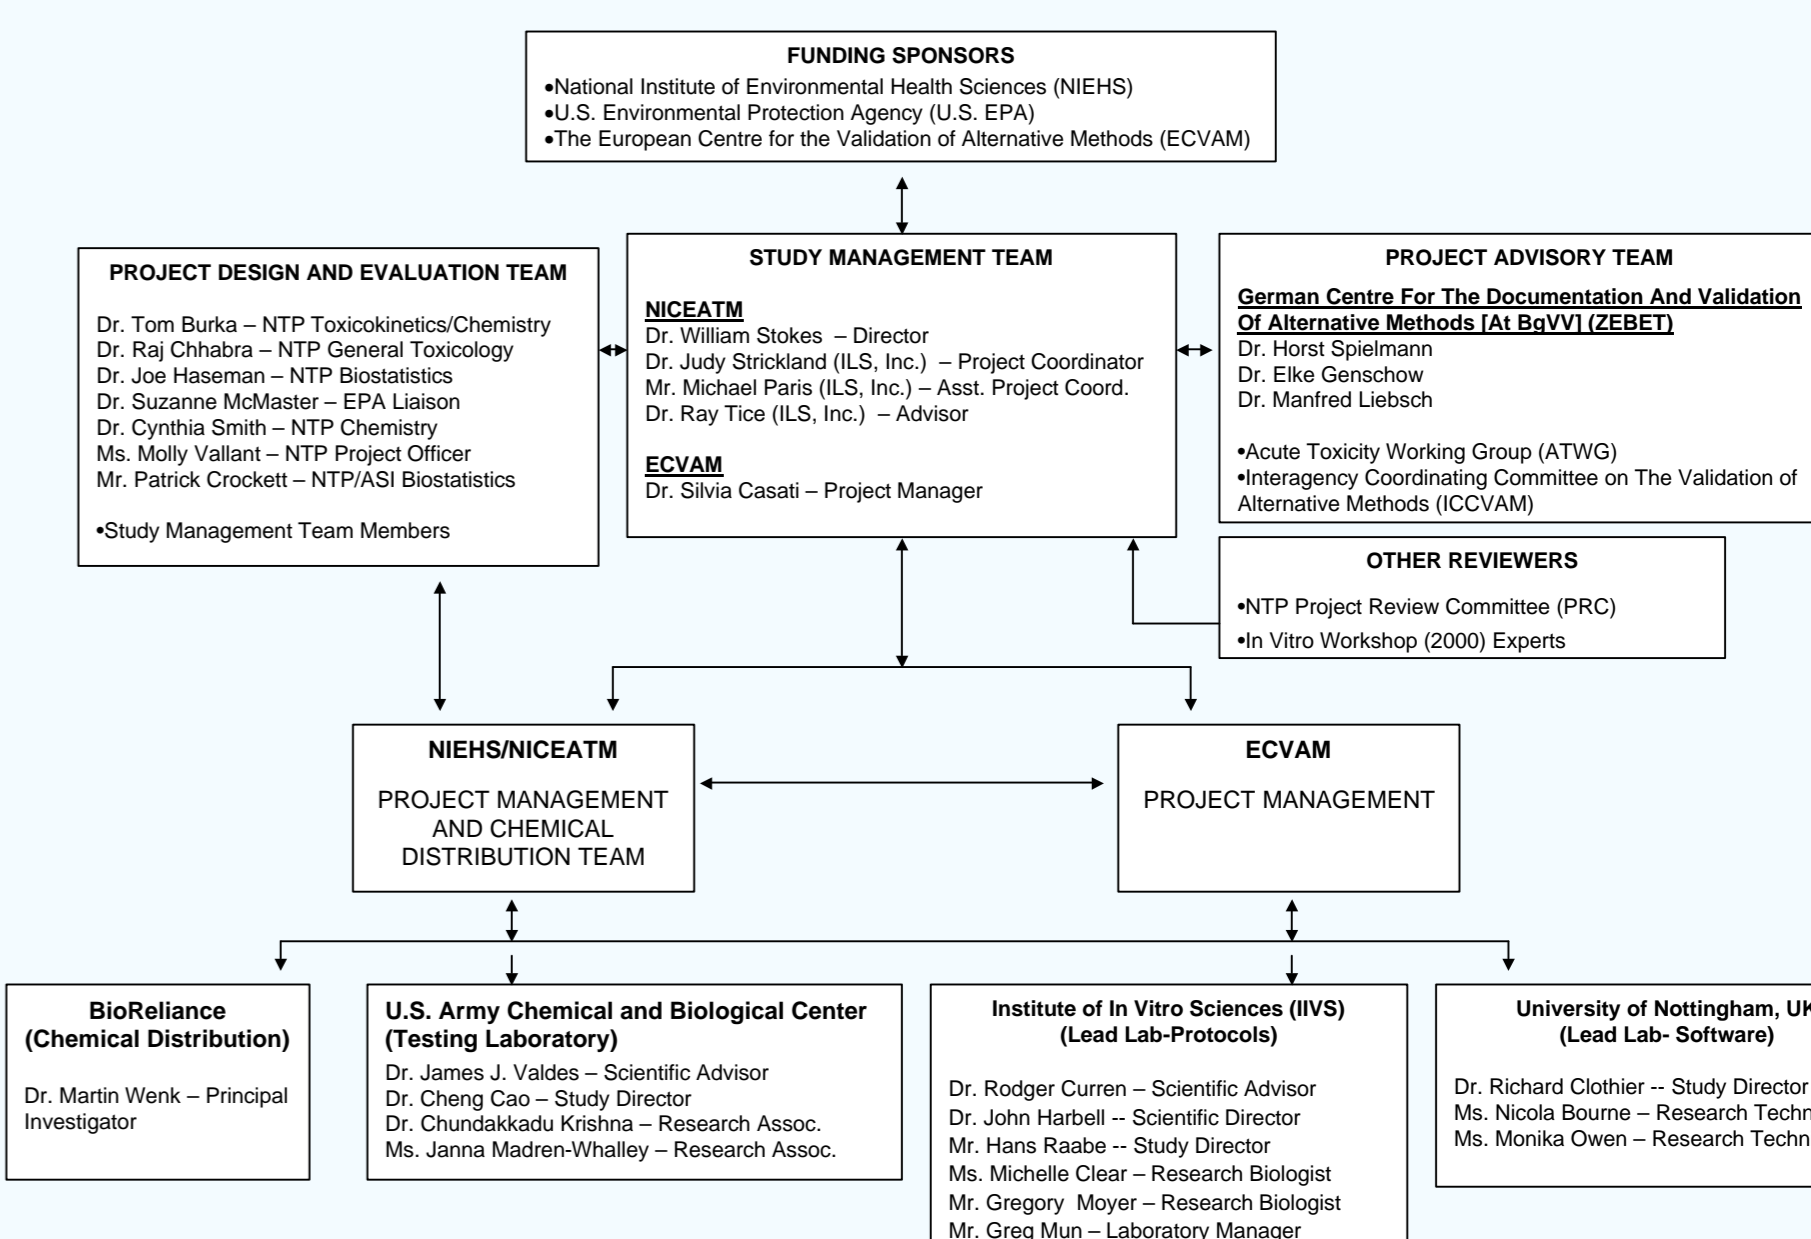 FUNDING SPONSORS
•National Institute of Environmental Health Sciences (NIEHS)
•U.S. Environmental Protection Agency (U.S. EPA)
•The European Centre for the Validation of Alternative Methods (ECVAM)
PROJECT DESIGN AND EVALUATION TEAM
Dr. Tom Burka – NTP Toxicokinetics/Chemistry
Dr. Raj Chhabra – NTP General Toxicology
Dr. Joe Haseman – NTP Biostatistics
Dr. Suzanne McMaster – EPA Liaison
Dr. Cynthia Smith – NTP Chemistry
Ms. Molly Vallant – NTP Project Officer
Mr. Patrick Crockett – NTP/ASI Biostatistics
•Study Management Team Members
STUDY MANAGEMENT TEAM
NICEATM
Dr. William Stokes – Director
Dr. Judy Strickland (ILS, Inc.) – Project Coordinator
Mr. Michael Paris (ILS, Inc.) – Asst. Project Coord.
Dr. Ray Tice (ILS, Inc.) – Advisor
ECVAM
Dr. Silvia Casati – Project Manager
PROJECT ADVISORY TEAM
German Centre For The Documentation And Validation
Of Alternative Methods [At BgVV] (ZEBET)
Dr. Horst Spielmann
Dr. Elke Genschow
Dr. Manfred Liebsch
•Acute Toxicity Working Group (ATWG)
•Interagency Coordinating Committee on The Validation of
Alternative Methods (ICCVAM)
OTHER REVIEWERS
•NTP Project Review Committee (PRC)
•In Vitro Workshop (2000) Experts
NIEHS/NICEATM
PROJECT MANAGEMENT
AND CHEMICAL
DISTRIBUTION TEAM
ECVAM
PROJECT MANAGEMENT
BioReliance
(Chemical Distribution)
Dr. Martin Wenk – Principal
Investigator
U.S. Army Chemical and Biological Center
(Testing Laboratory)
Dr. James J. Valdes – Scientific Advisor
Dr. Cheng Cao – Study Director
Dr. Chundakkadu Krishna – Research Assoc.
Ms. Janna Madren-Whalley – Research Assoc.
Institute of In Vitro Sciences (IIVS)
(Lead Lab-Protocols)
Dr. Rodger Curren – Scientific Advisor
Dr. John Harbell -- Scientific Director
Mr. Hans Raabe -- Study Director
Ms. Michelle Clear – Research Biologist
Mr. Gregory Moyer – Research Biologist
Mr. Greg Mun – Laboratory Manager
University of Nottingham, UK
(Lead Lab- Software)
Dr. Richard Clothier -- Study Director
Ms. Nicola Bourne – Research
Ms. Monika Owen – Research